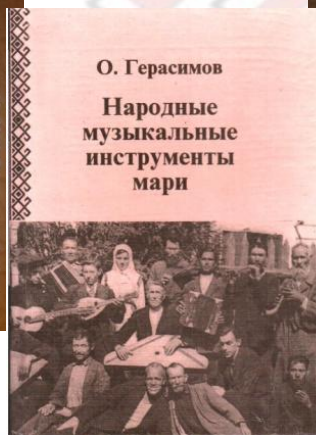 О. Герасимов
Народные
музыкальные
инструменты
мари